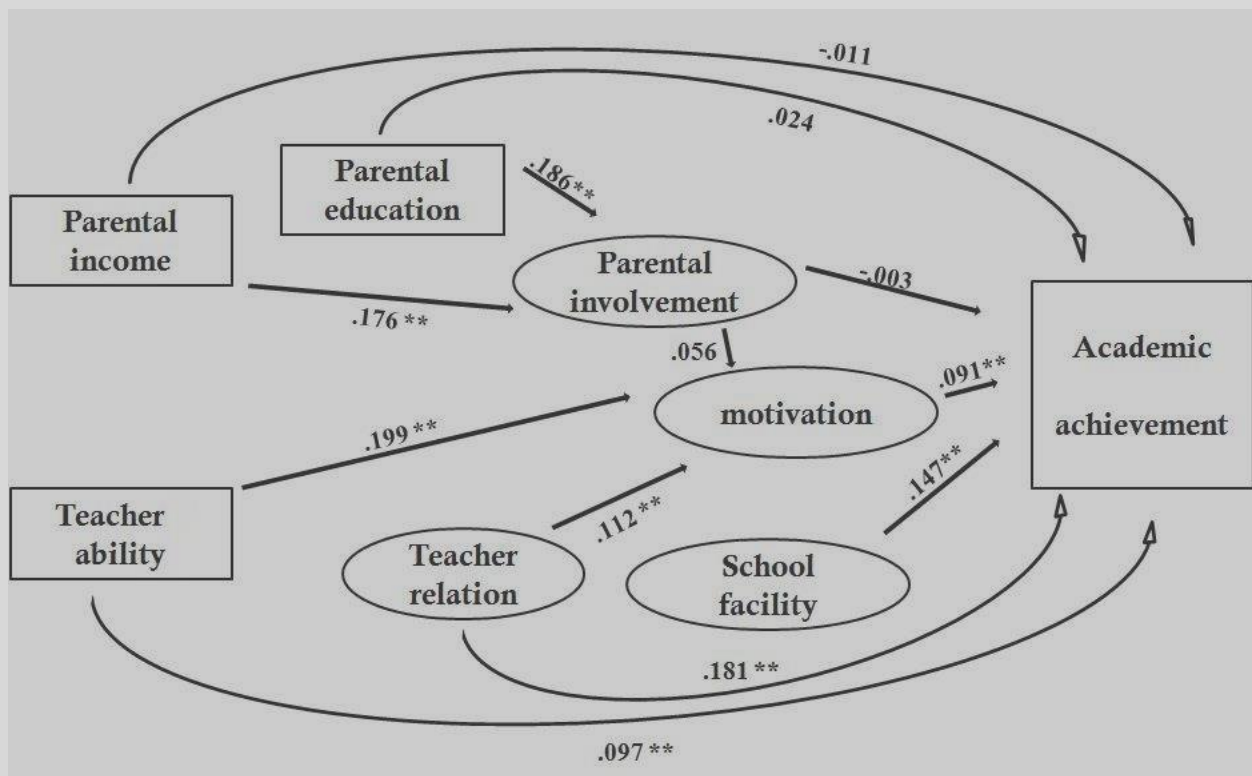 -.011
.024
Parental
education
.186**
Parental
income
Parental
involvement
-.003
.176 **
.056
Academic
achievement
.091**
motivation
.199 **
.147**
.112 **
Teacher
ability
Teacher
relation
School
facility
.181 **
.097 **